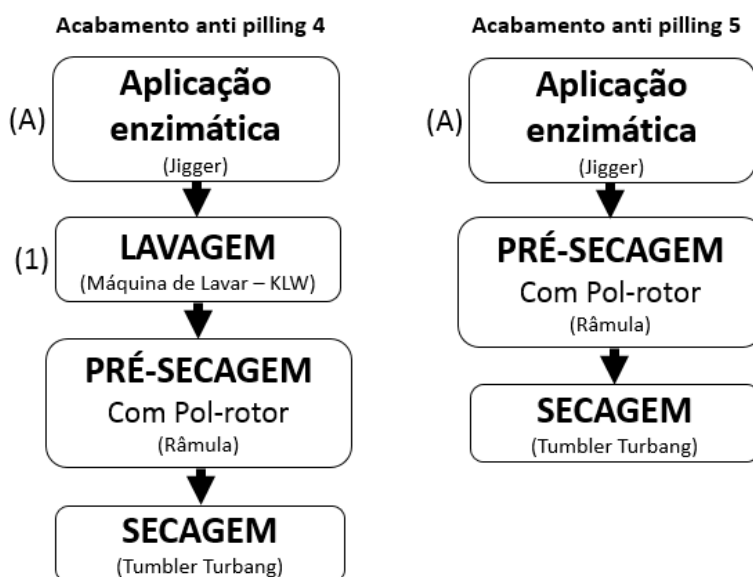 Acabamento anti pilling 4
(A)
Aplicação
enzimática
(Jigger)
(1)
LAVAGEM
(Máquina de Lavar – KLW)
PRÉ-SECAGEM
Com Pol-rotor
(Râmula)
SECAGEM
(Tumbler Turbang)
Acabamento anti pilling 5
(A)
Aplicação
enzimática
(Jigger)
PRÉ-SECAGEM
Com Pol-rotor
(Râmula)
SECAGEM
(Tumbler Turbang)